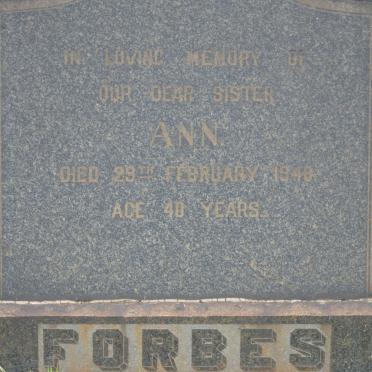 IN LOVING MEMORY OF
OUR DEAR SISTER
ANN
DIED 29TH FEBRUARY 1948
AGE 48 YEARS.
FORBES